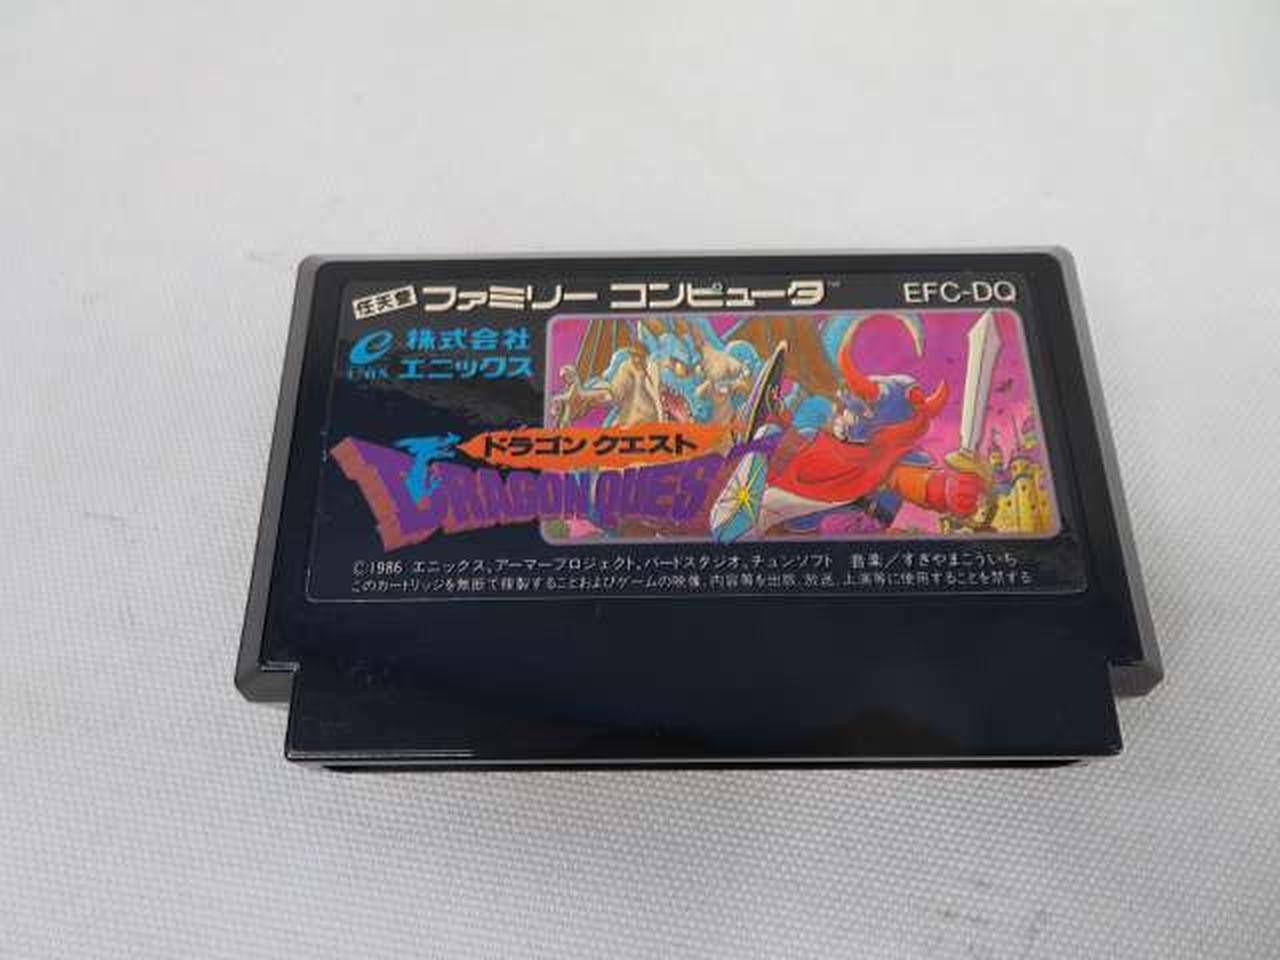 任天堂 ファミリー コンピュータ™ EFC-DQ
enix 株式会社
エニックス
ドラゴン クエスト
DRAGON QUEST
©1986 エニックス、アーマープロジェクト、バードスタジオ、チュンソフト 音楽／すぎやまこういち
このカートリッジを無断で複製することおよびゲームの映像、内容等を出版、放送、上演等に使用することを禁する